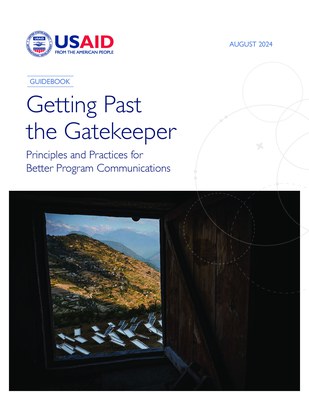 USAID
FROM THE AMERICAN PEOPLE
AUGUST 2024
GUIDEBOOK
Getting Past
the Gatekeeper
Principles and Practices for
Better Program Communications